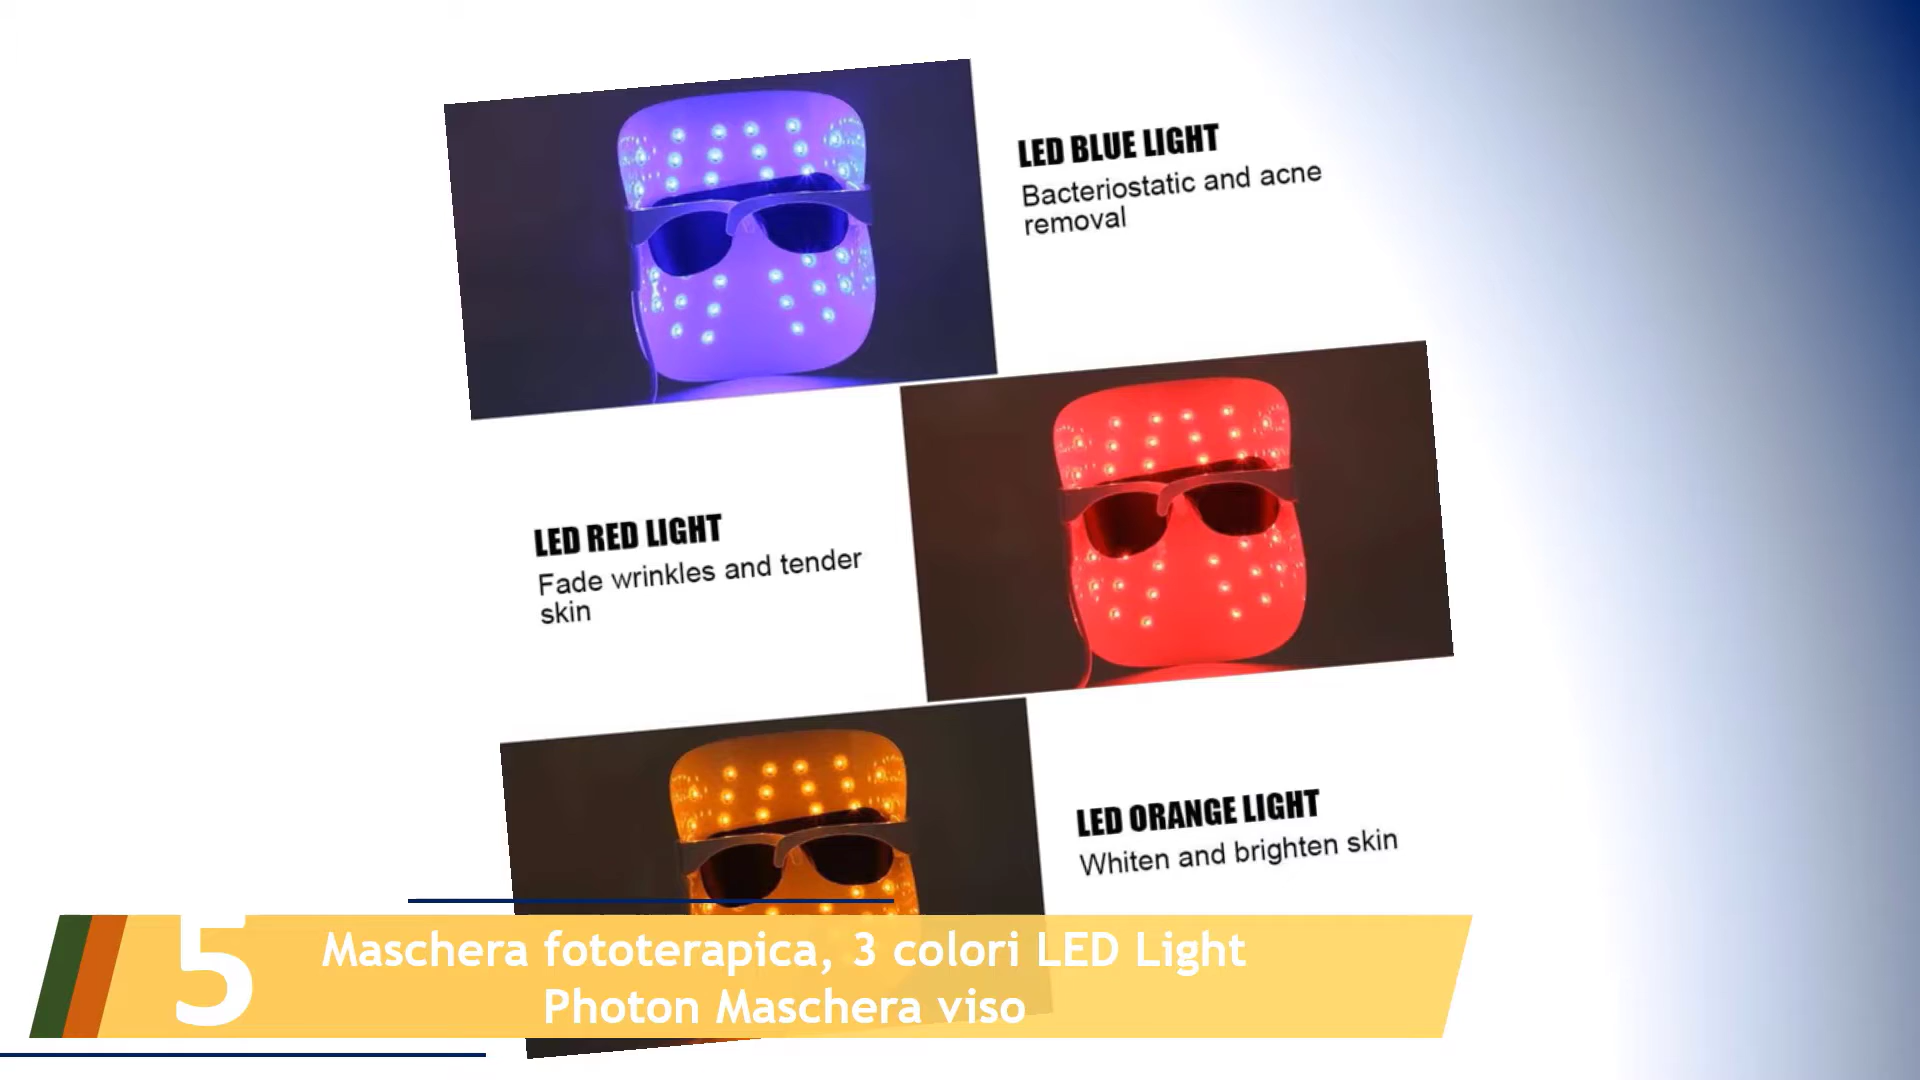 LED BLUE LIGHT
Bacteriostatic and acne
removal
LED RED LIGHT
Fade wrinkles and tender
skin
LED ORANGE LIGHT
Whiten and brighten skin
5
Maschera fototerapica, 3 colori LED Light
Photon Maschera viso